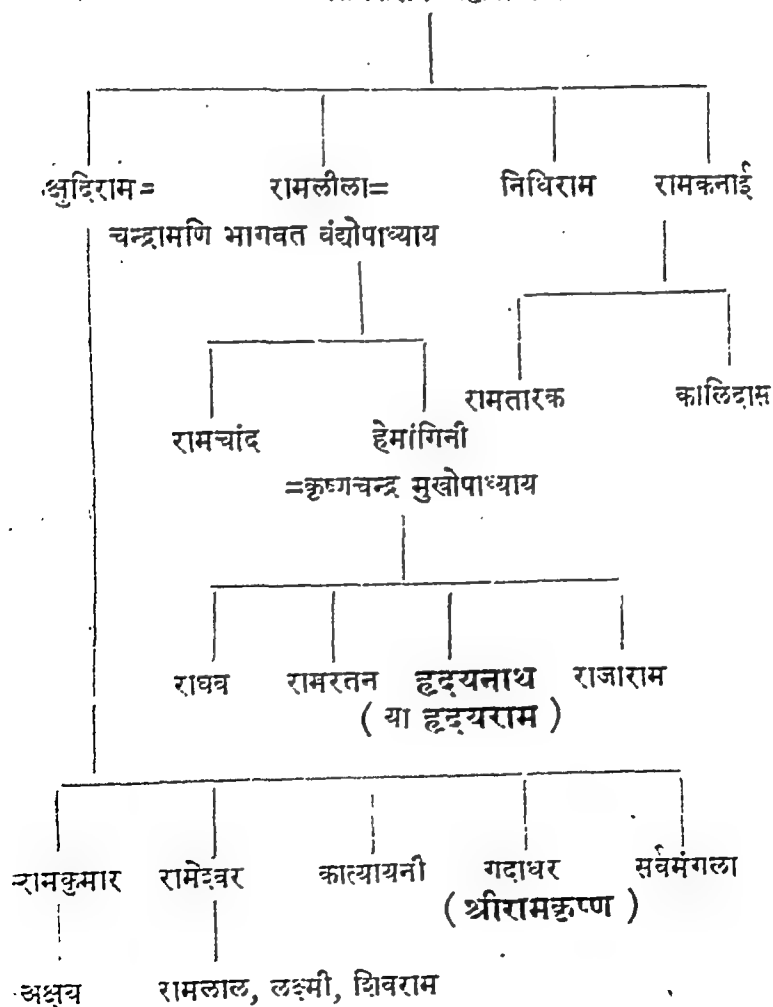 क्षुदिराम= रामलीला= निधिराम रामकनाई
चन्द्रामणि भागवत वंद्योपाध्याय
रामतारक कालिदास
रामचांद हेमांगिनी
=कृष्णचन्द्र मुखोपाध्याय
राघव रामरतन हृदयनाथ राजाराम
( या हृदयराम )
रामकुमार रामेश्वर कात्यायनी गदाधर सर्वमंगला
(श्रीरामकृष्ण )
अक्षय रामलाल, लक्ष्मी, शिवराम